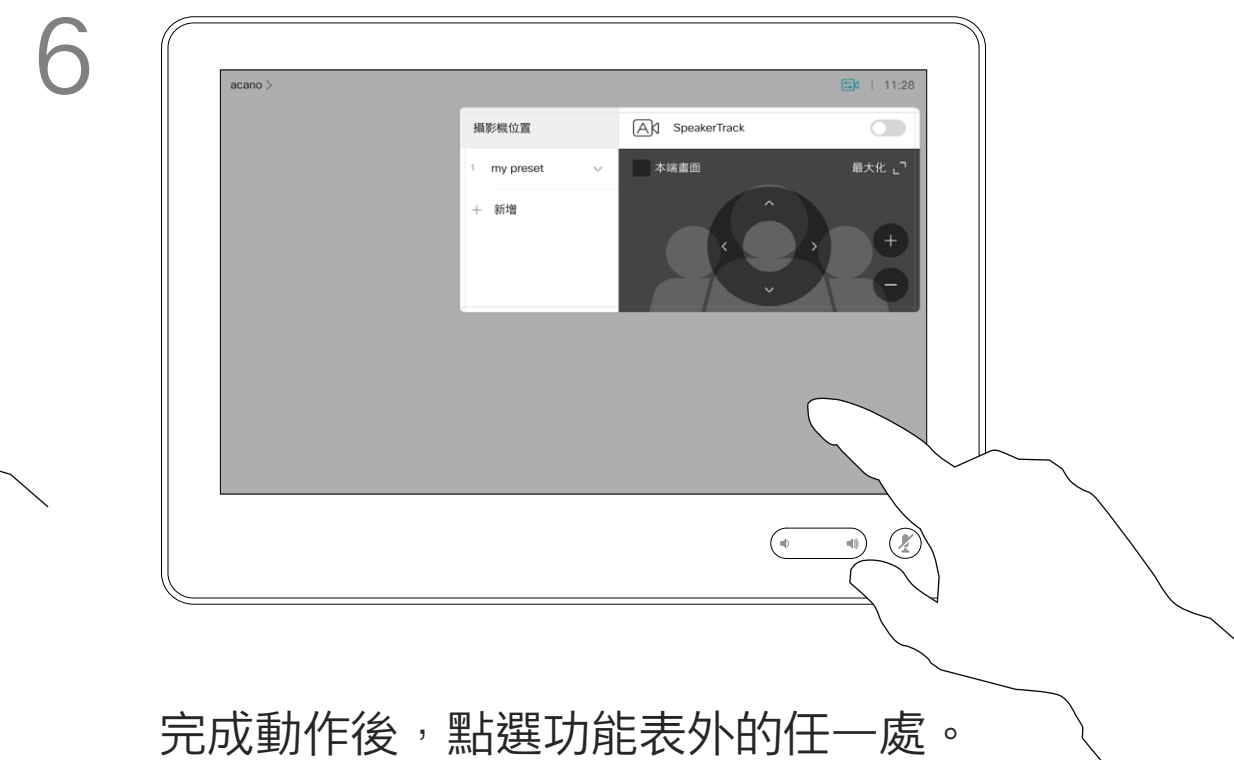 6
acano >
11:28
攝影機位置
SpeakerTrack
1 my preset
本端畫面
最大化
+ 新增
完成動作後，點選功能表外的任一處。